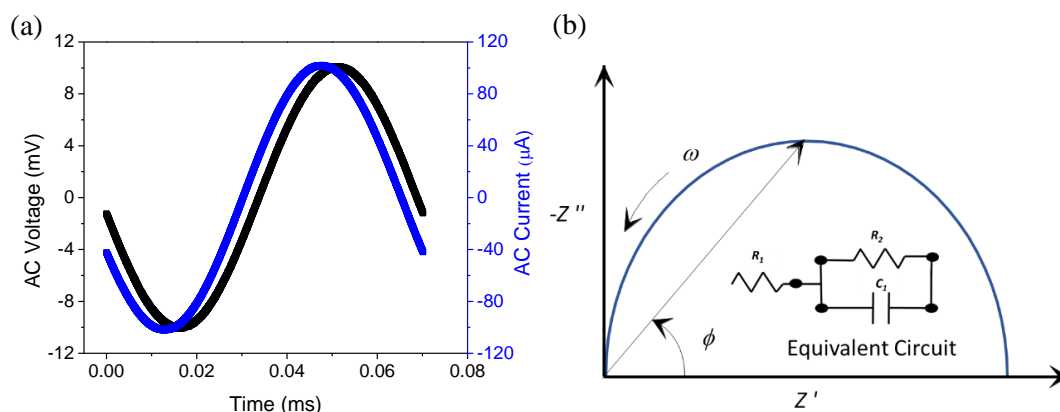 (a)
12
8
4
0
-4
-8
-12
AC Voltage (mV)
0.00
0.02
0.04
0.06
0.08
Time (ms)
120
80
40
0
-40
-80
-120
AC Current (μA)
(b)
-Z ''
ω
ϕ
R1
R2
C1
Equivalent Circuit
Z '